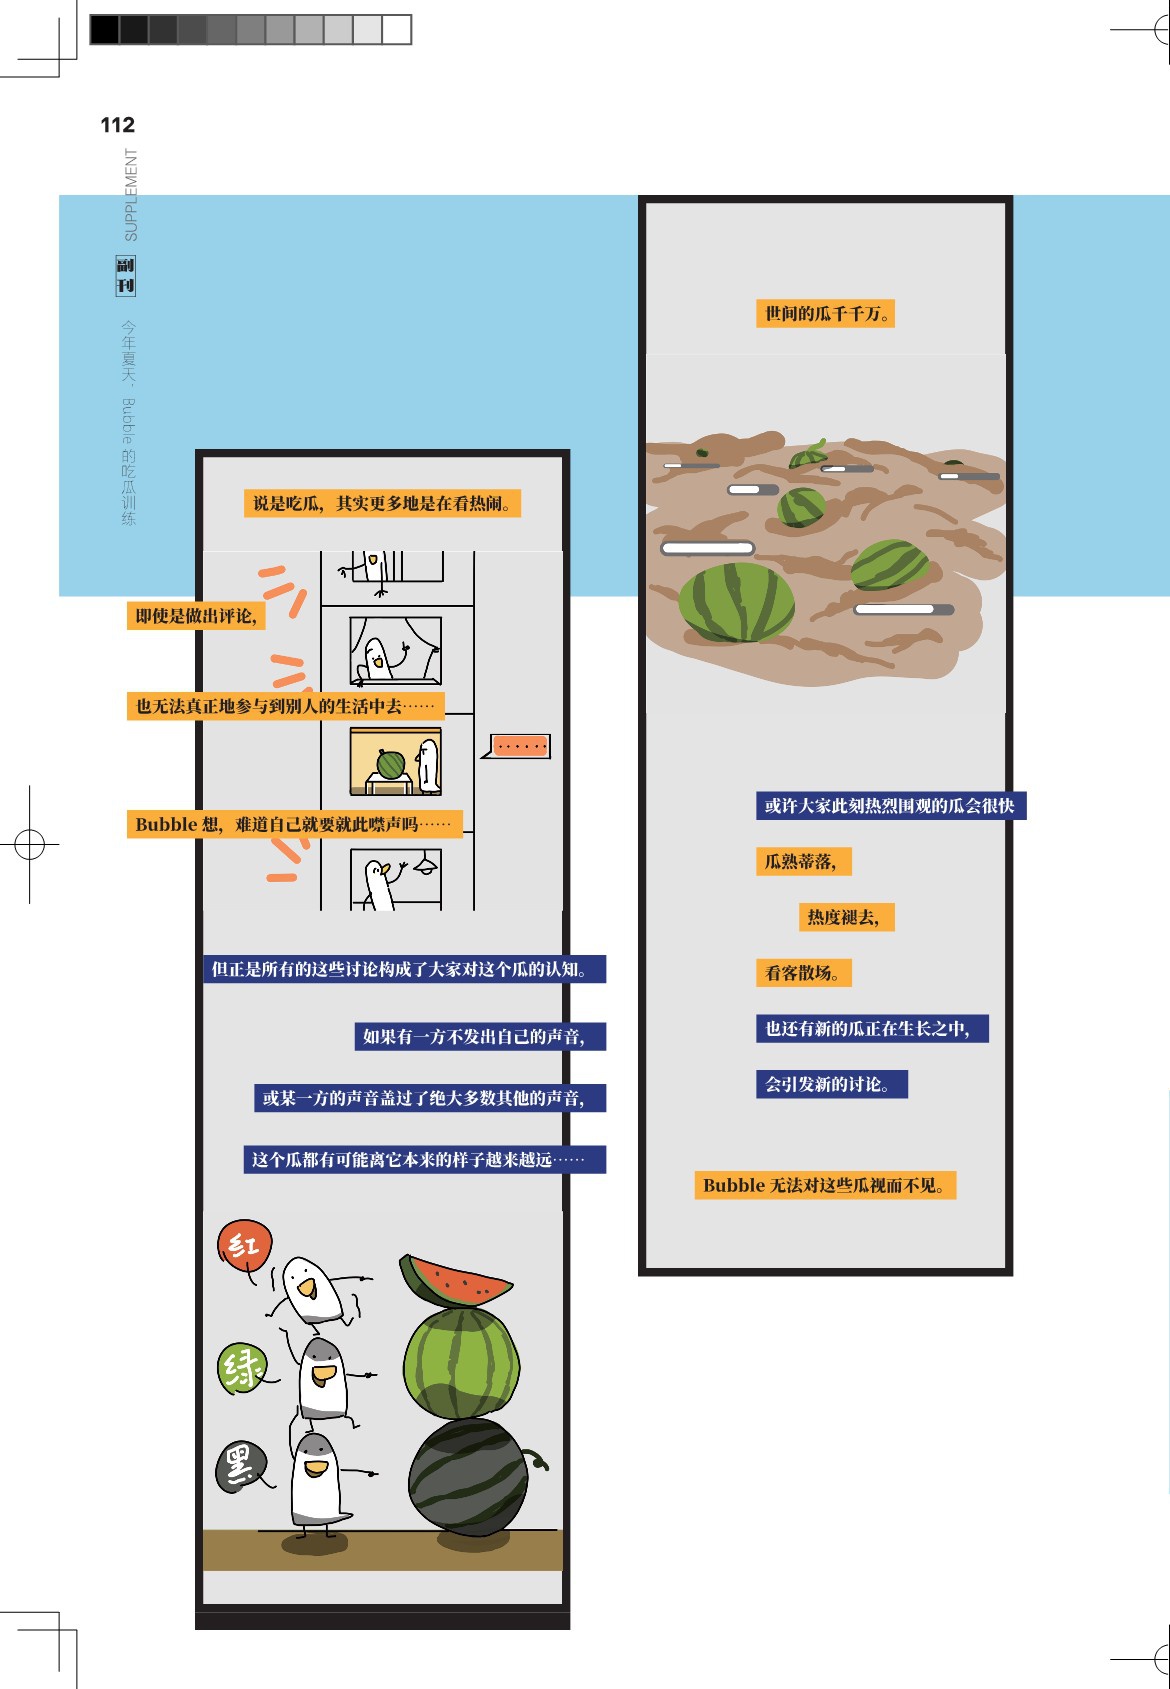 112
SUPPLEMENT
副刊
今年夏天，Bubble 的吃瓜训练
说是吃瓜，其实更多地是在看热闹。
即使是做出评论，
也无法真正地参与到别人的生活中去……
······
Bubble 想，难道自己就要就此噤声吗……
但正是所有的这些讨论构成了大家对这个瓜的认知。
如果有一方不发出自己的声音，
或某一方的声音盖过了绝大多数其他的声音，
这个瓜都有可能离它本来的样子越来越远……
红
绿
黑
世间的瓜千千万。
或许大家此刻热烈围观的瓜会很快
瓜熟蒂落，
热度褪去，
看客散场。
也还有新的瓜正在生长之中，
会引发新的讨论。
Bubble 无法对这些瓜视而不见。